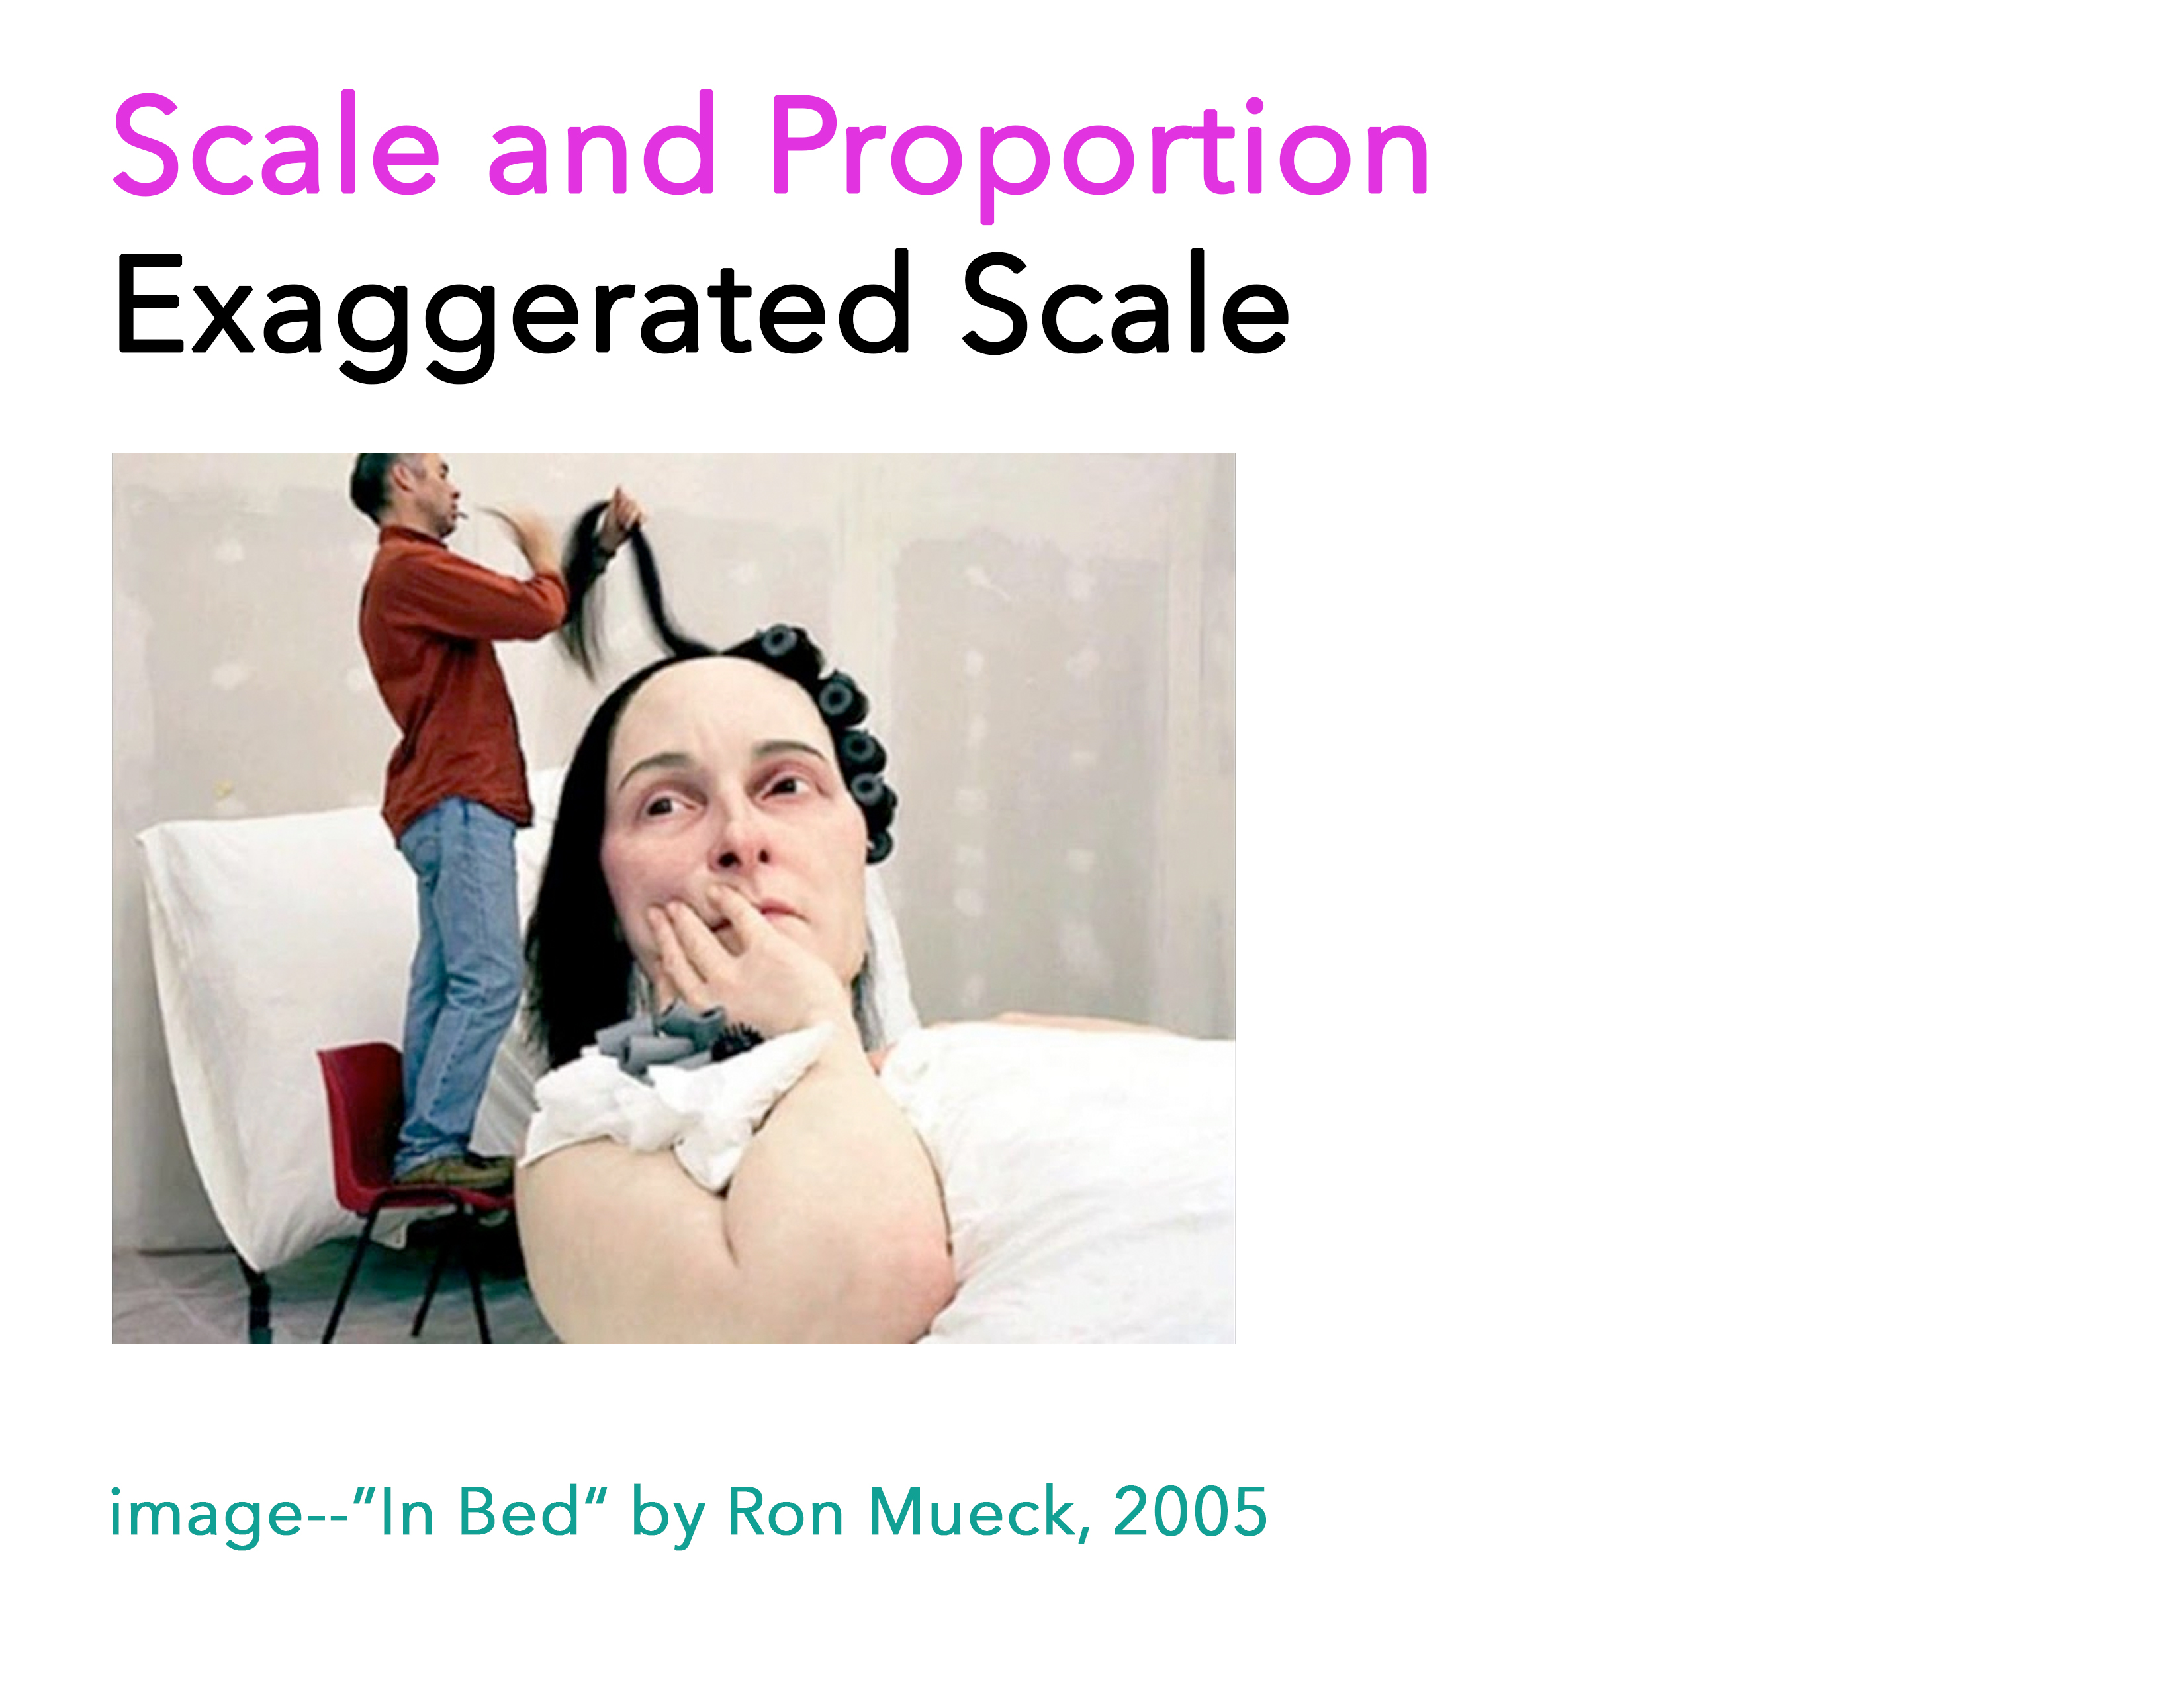 Scale and Proportion
Exaggerated Scale
image--"In Bed" by Ron Mueck, 2005